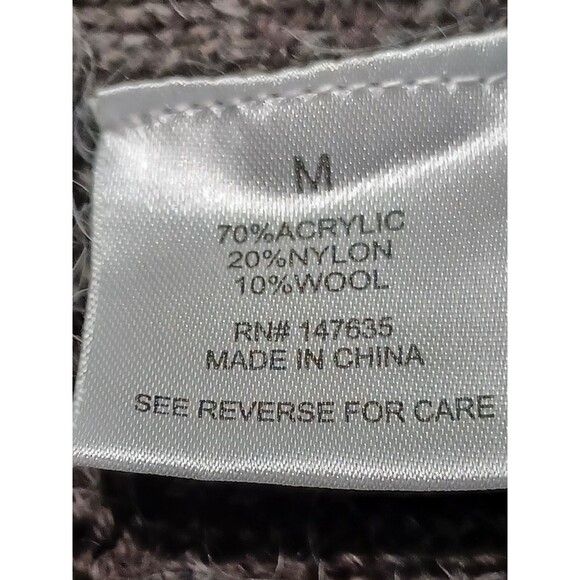 M
70%ACRYLIC
20%NYLON
10%WOOL
RN# 147635
MADE IN CHINA
SEE REVERSE FOR CARE